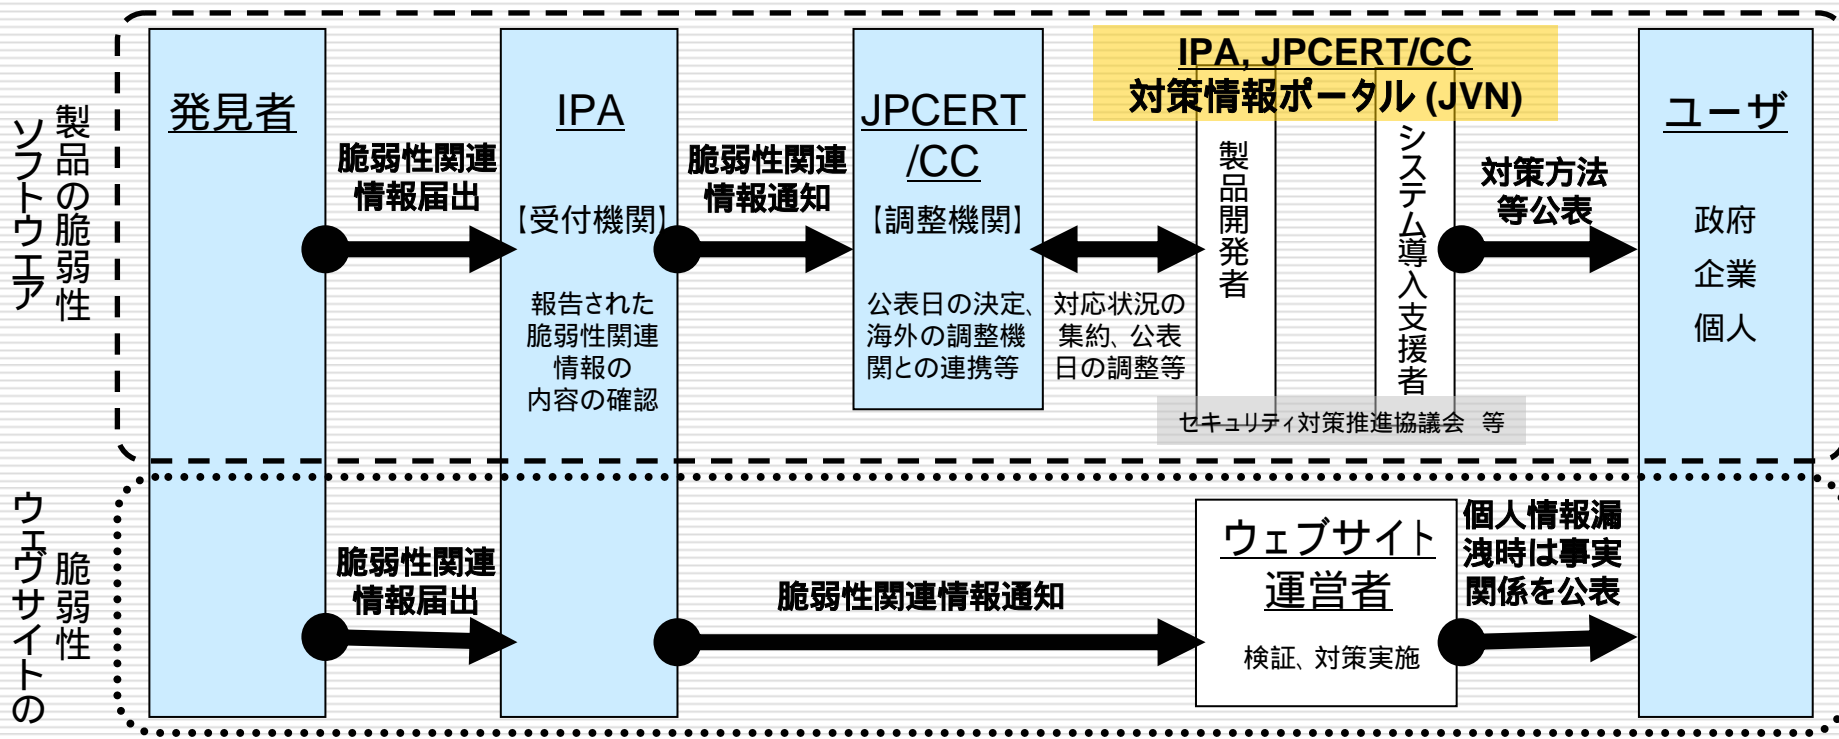 ソフトウエア
製品の脆弱性
発見者
脆弱性関連
情報届出
IPA
【受付機関】
報告された
脆弱性関連
情報の
内容の確認
脆弱性関連
情報通知
JPCERT
/CC
【調整機関】
公表日の決定、
海外の調整機
関との連携等
対応状況の
集約、公表
日の調整等
IPA, JPCERT/CC
対策情報ポータル (JVN)
製品開発者
システム導入支援者
セキュリティ対策推進協議会 等
対策方法
等公表
ユーザ
政府
企業
個人
ウェヴサイトの
脆弱性
脆弱性関連
情報届出
脆弱性関連情報通知
ウェブサイト
運営者
検証、対策実施
個人情報漏
洩時は事実
関係を公表